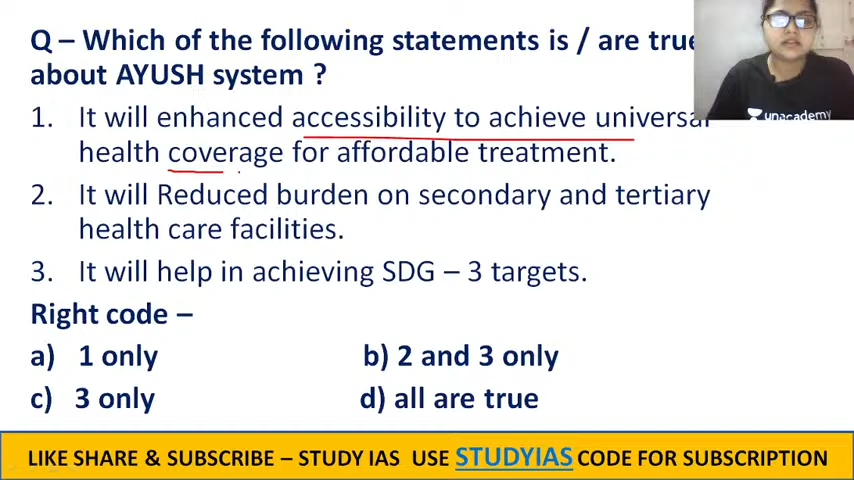 Q – Which of the following statements is / are true
about AYUSH system ?
1. It will enhanced accessibility to achieve universal
health coverage for affordable treatment.
2. It will Reduced burden on secondary and tertiary
health care facilities.
3. It will help in achieving SDG – 3 targets.
Right code –
a) 1 only b) 2 and 3 only
c) 3 only d) all are true
unacademy
LIKE SHARE & SUBSCRIBE – STUDY IAS USE STUDYIAS CODE FOR SUBSCRIPTION